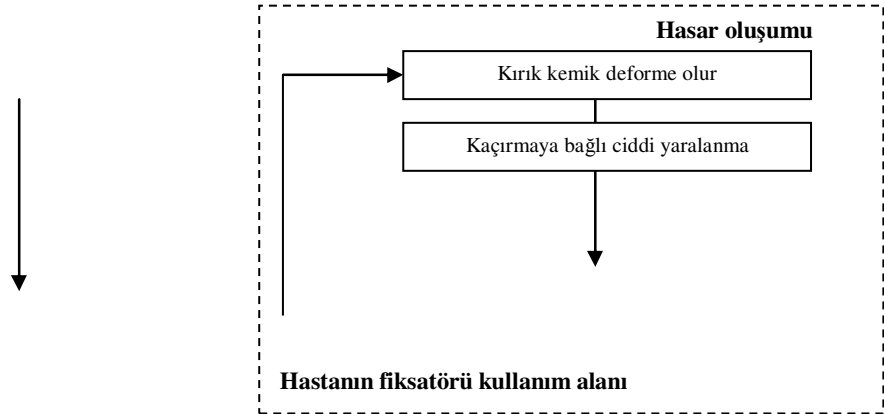 Hasar oluşumu
Kırık kemik deforme olur
Kaçırmaya bağlı ciddi yaralanma
Hastanın fiksatörü kullanım alanı